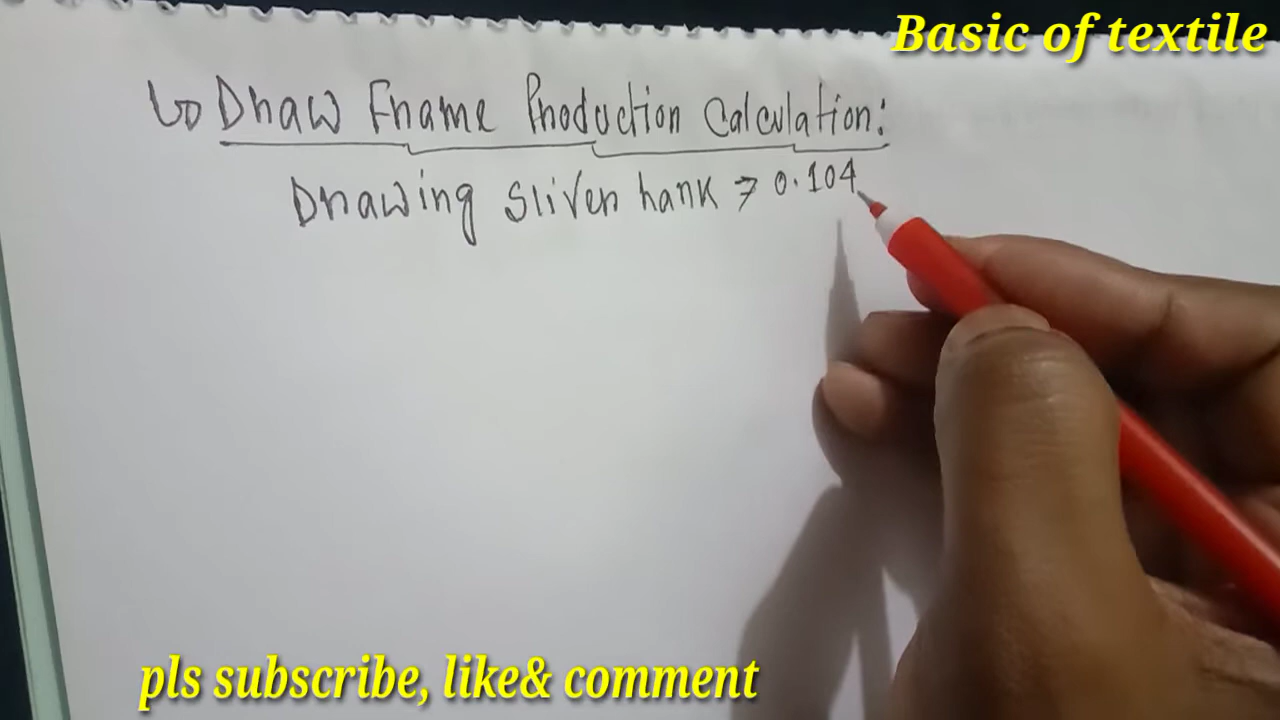 Basic of textile
↳ Draw Frame Production Calculation:
Drawing Sliver hank ⇒ 0.104
pls subscribe, like& comment